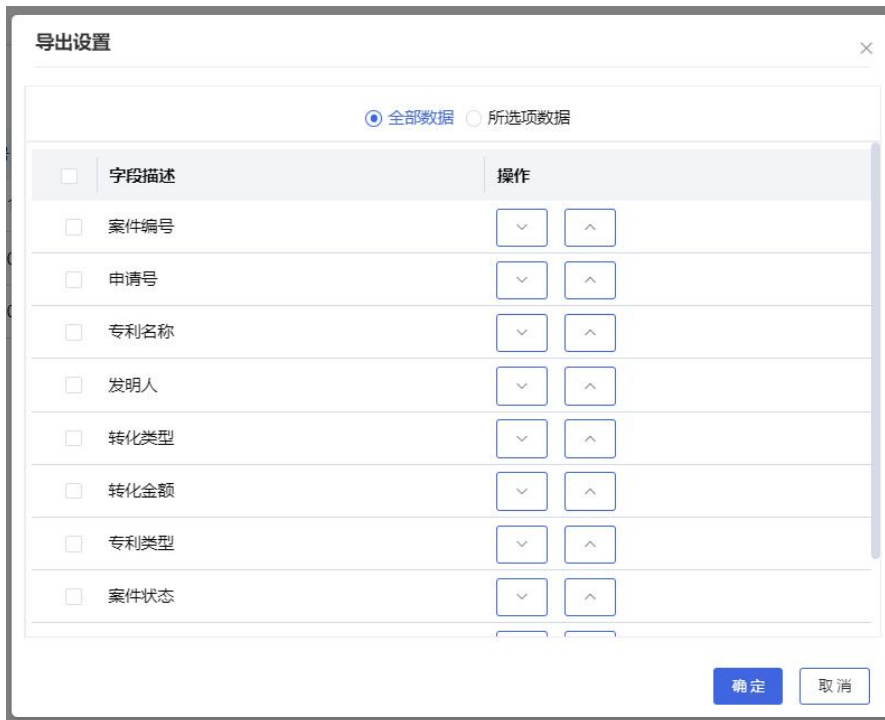 导出设置
全部数据 所选项数据
字段描述 操作
案件编号
申请号
专利名称
发明人
转化类型
转化金额
专利类型
案件状态
确定 取消